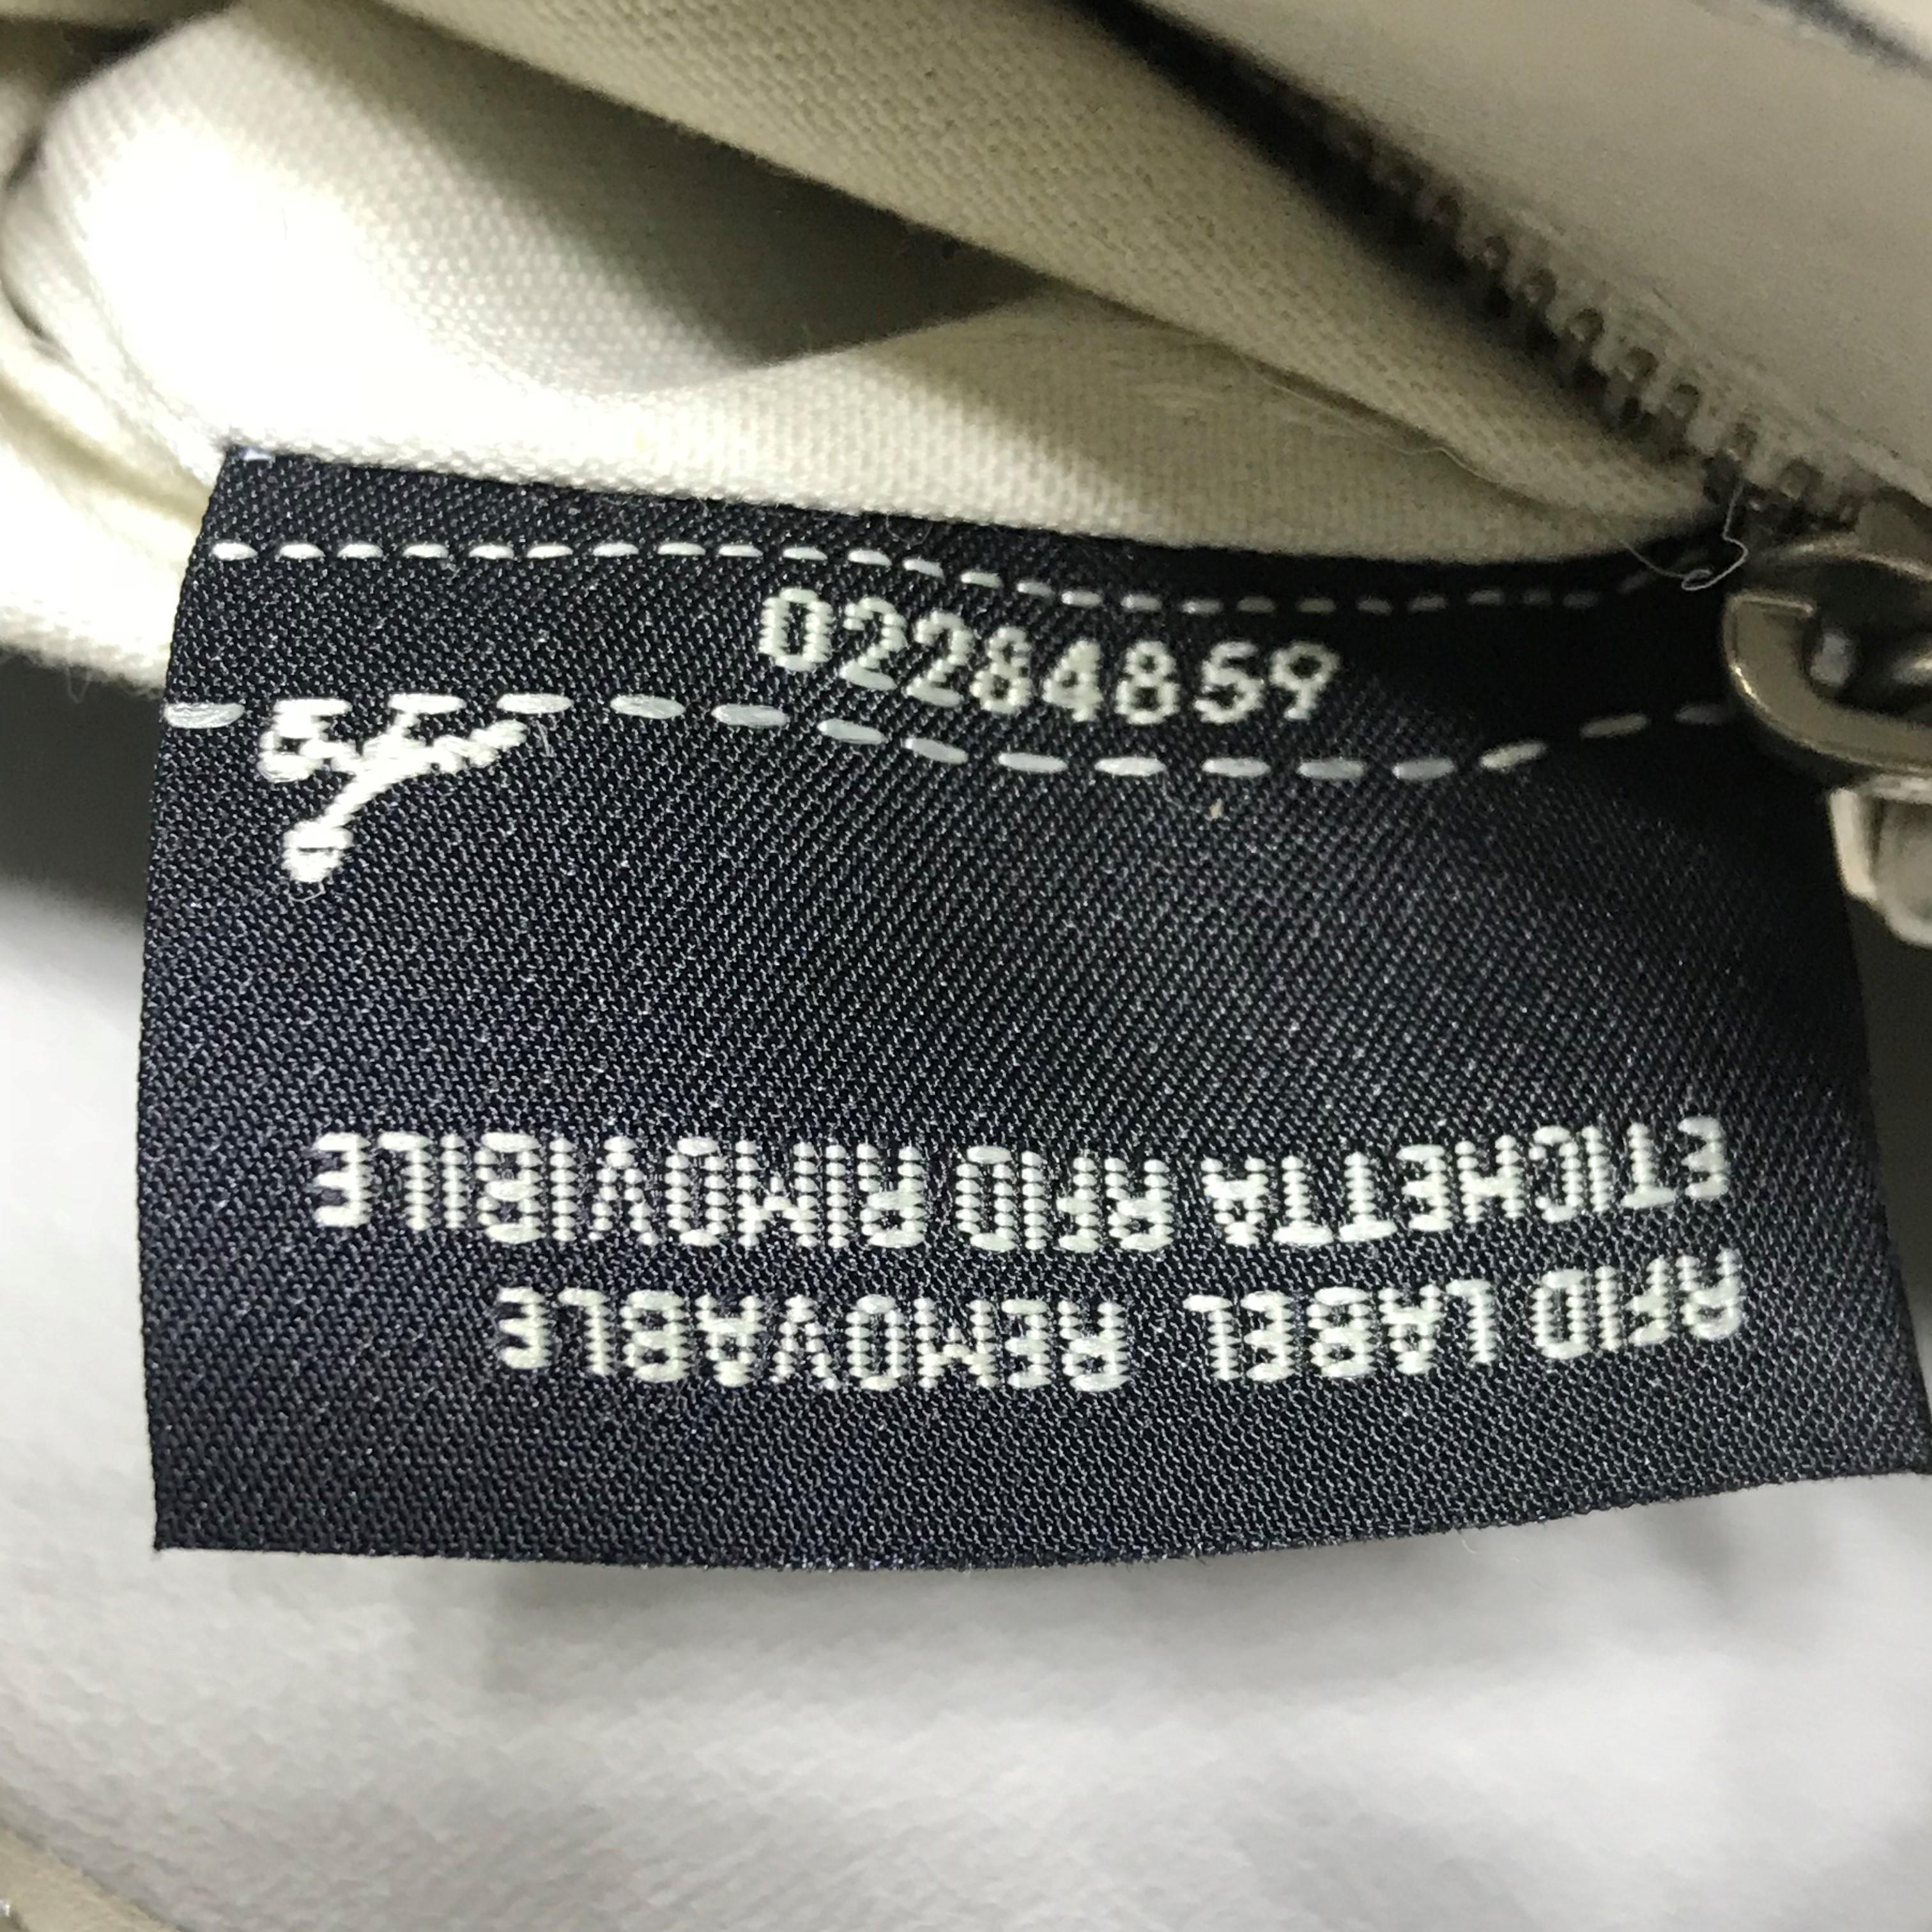 02284859
RFID LABEL REMOVABLE
ETICHETTA RFID RIMOVIBILE